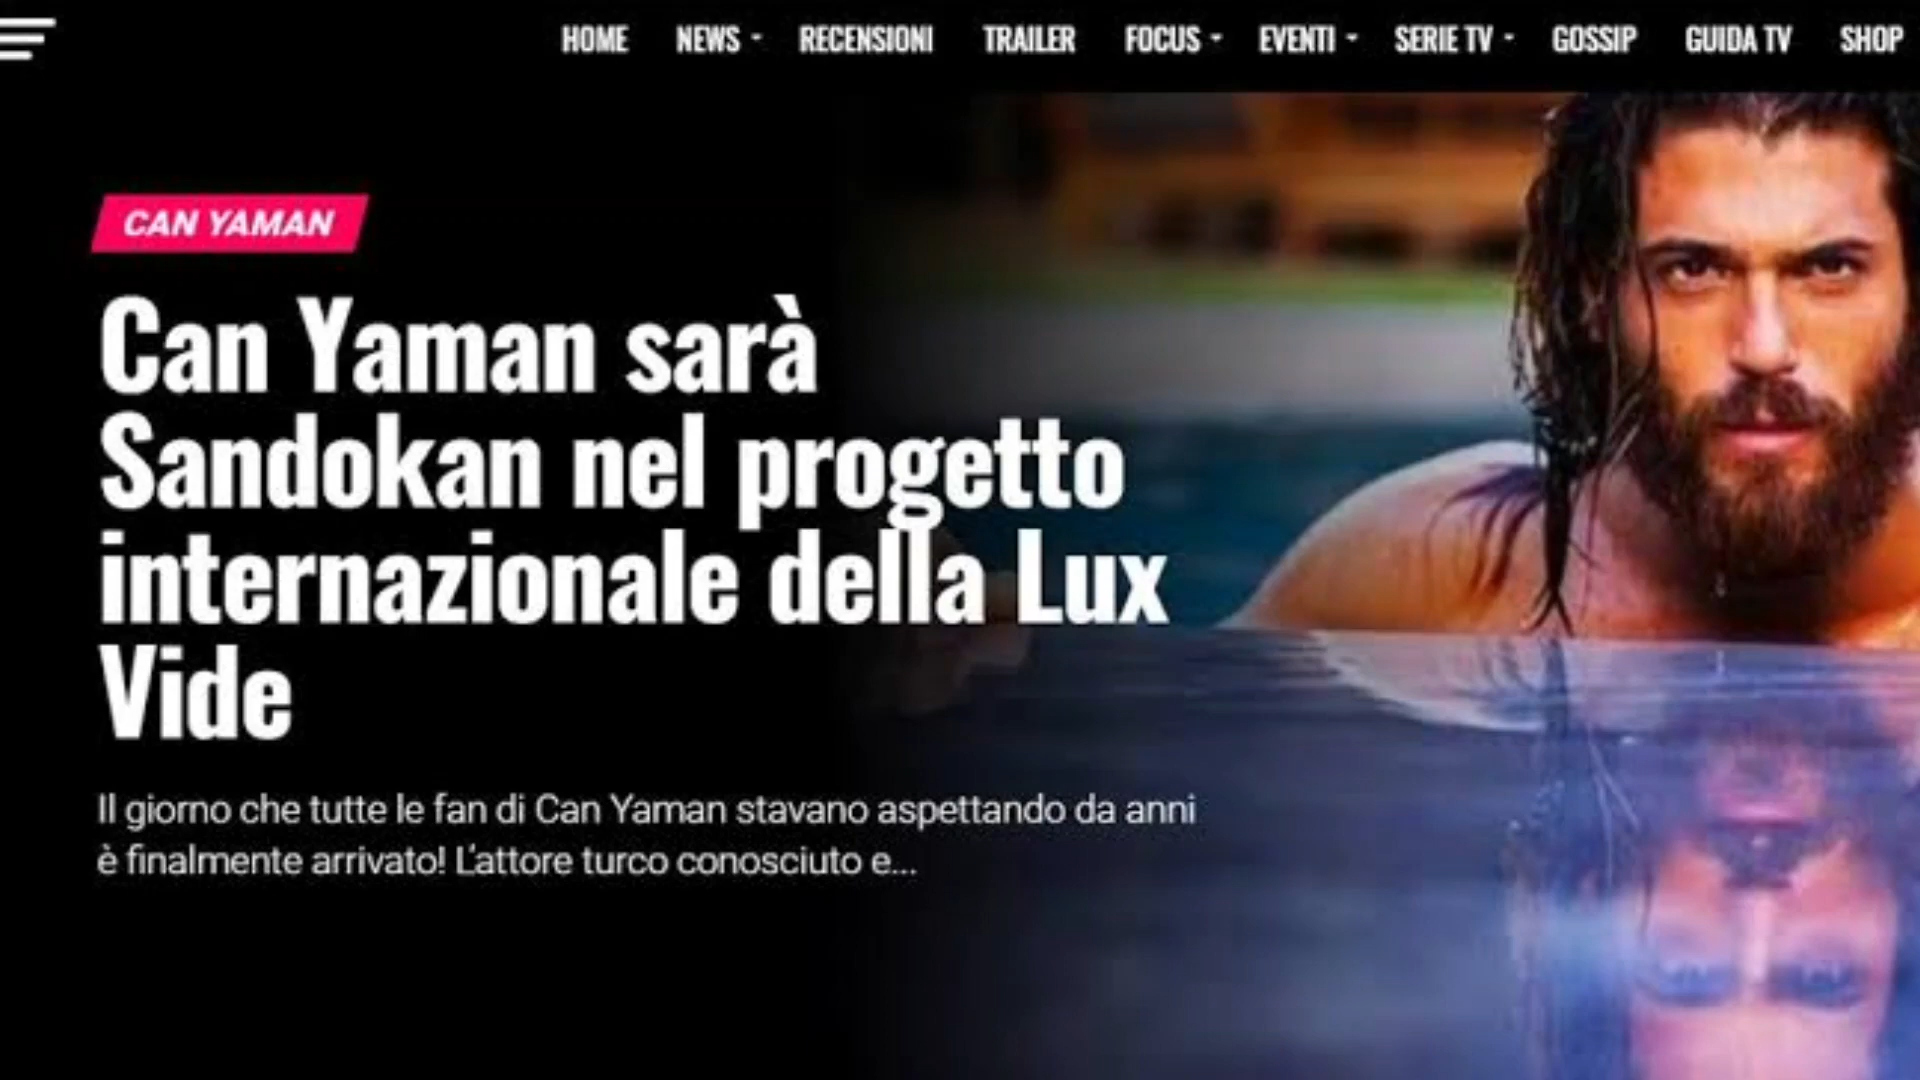 HOME NEWS RECENSIONI TRAILER FOCUS EVENTI SERIE TV GOSSIP GUIDA TV SHOP
CAN YAMAN
Can Yaman sarà
Sandokan nel progetto
internazionale della Lux
Vide
Il giorno che tutte le fan di Can Yaman stavano aspettando da anni
è finalmente arrivato! L'attore turco conosciuto e...